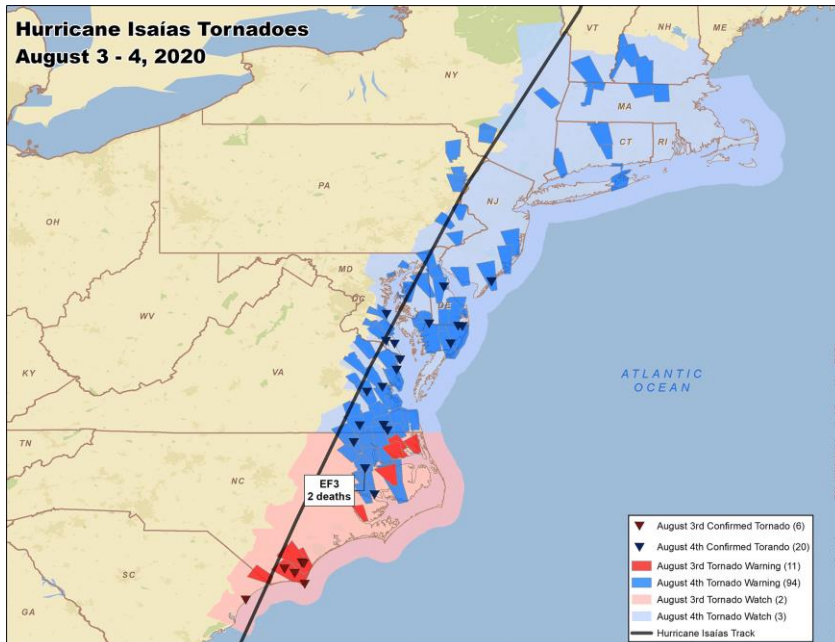 Hurricane Isaías Tornadoes
August 3 - 4, 2020
VT
NH
ME
NY
MA
CT
RI
PA
NJ
OH
MD
DC
DE
WV
VA
KY
ATLANTIC
OCEAN
TN
NC
EF3
2 deaths
SC
GA
August 3rd Confirmed Tornado (6)
August 4th Confirmed Torando (20)
August 3rd Tornado Warning (11)
August 4th Tornado Warning (94)
August 3rd Tornado Watch (2)
August 4th Tornado Watch (3)
Hurricane Isaías Track